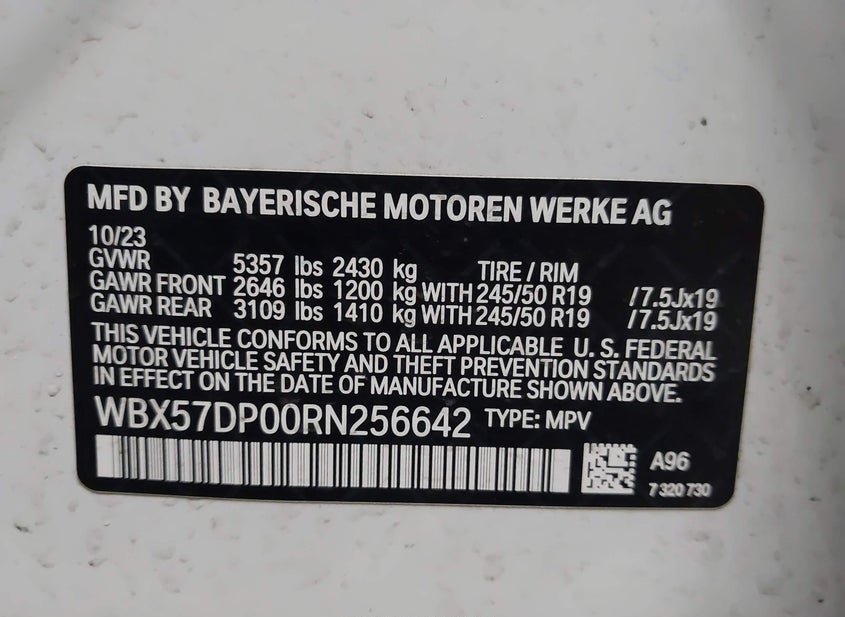 MFD BY BAYERISCHE MOTOREN WERKE AG
10/23
GVWR 5357 lbs 2430 kg TIRE / RIM
GAWR FRONT 2646 lbs 1200 kg WITH 245/50 R19 /7.5Jx19
GAWR REAR 3109 lbs 1410 kg WITH 245/50 R19 /7.5Jx19
THIS VEHICLE CONFORMS TO ALL APPLICABLE U. S. FEDERAL
MOTOR VEHICLE SAFETY AND THEFT PREVENTION STANDARDS
IN EFFECT ON THE DATE OF MANUFACTURE SHOWN ABOVE.
WBX57DP00RN256642 TYPE: MPV
A96
7 320 730